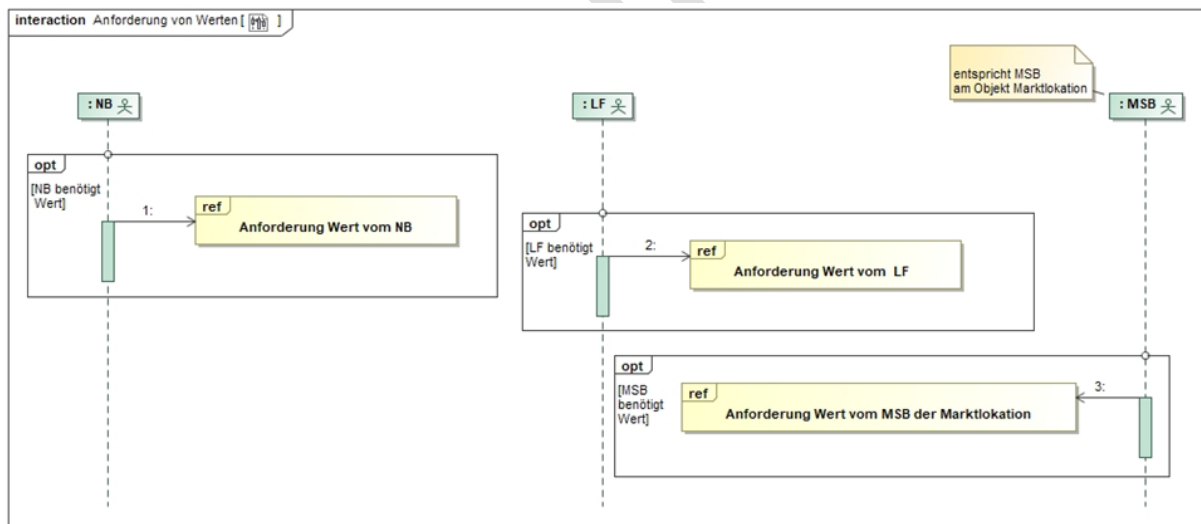 interaction Anforderung von Werten [ ]
entspricht MSB
am Objekt Marktlokation
: NB
: LF
: MSB
opt
[NB benötigt
Wert]
1:
ref
Anforderung Wert vom NB
opt
[LF benötigt
Wert]
2:
ref
Anforderung Wert vom LF
opt
[MSB
benötigt
Wert]
ref
Anforderung Wert vom MSB der Marktlokation
3: